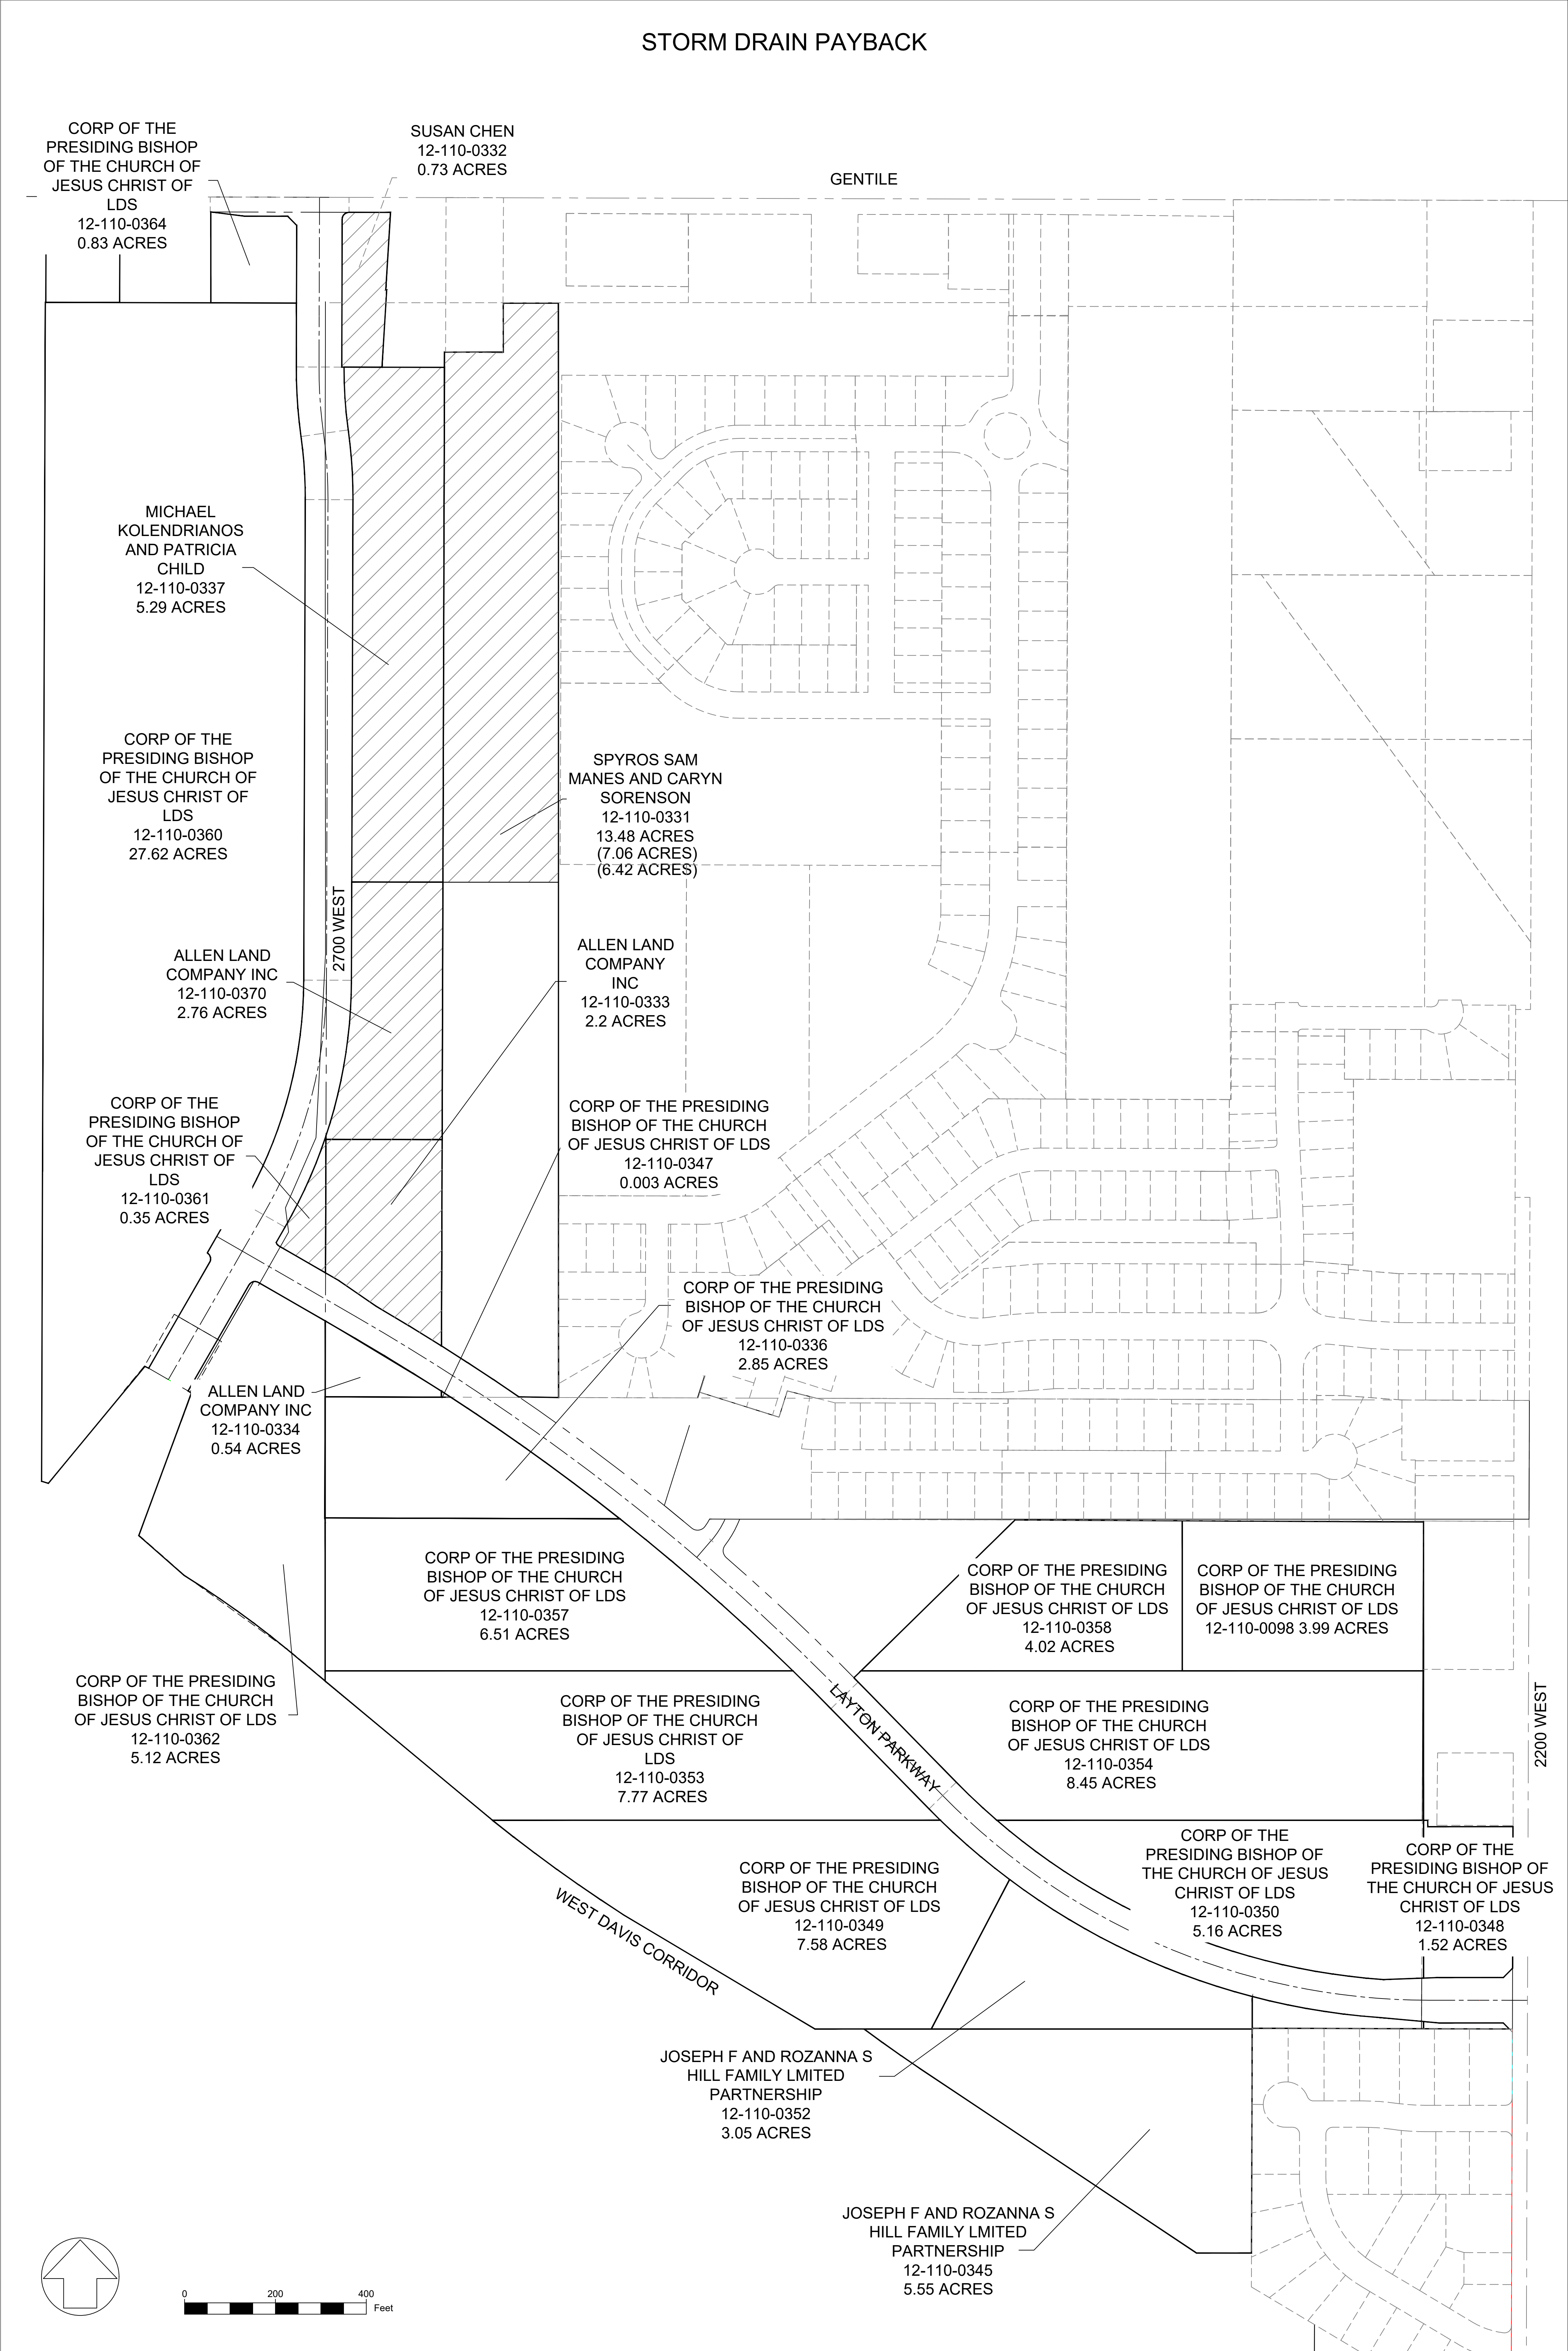 STORM DRAIN PAYBACK
CORP OF THE
PRESIDING BISHOP
OF THE CHURCH OF
JESUS CHRIST OF
LDS
12-110-0364
0.83 ACRES
SUSAN CHEN
12-110-0332
0.73 ACRES
GENTILE
MICHAEL
KOLENDRIANOS
AND PATRICIA
CHILD
12-110-0337
5.29 ACRES
CORP OF THE
PRESIDING BISHOP
OF THE CHURCH OF
JESUS CHRIST OF
LDS
12-110-0360
27.62 ACRES
SPYROS SAM
MANES AND CARYN
SORENSON
12-110-0331
13.48 ACRES
(7.06 ACRES)
(6.42 ACRES)
2700 WEST
ALLEN LAND
COMPANY INC
12-110-0370
2.76 ACRES
ALLEN LAND
COMPANY
INC
12-110-0333
2.2 ACRES
CORP OF THE
PRESIDING BISHOP
OF THE CHURCH OF
JESUS CHRIST OF
LDS
12-110-0361
0.35 ACRES
CORP OF THE PRESIDING
BISHOP OF THE CHURCH
OF JESUS CHRIST OF LDS
12-110-0347
0.003 ACRES
CORP OF THE PRESIDING
BISHOP OF THE CHURCH
OF JESUS CHRIST OF LDS
12-110-0336
2.85 ACRES
ALLEN LAND
COMPANY INC
12-110-0334
0.54 ACRES
CORP OF THE PRESIDING
BISHOP OF THE CHURCH
OF JESUS CHRIST OF LDS
12-110-0357
6.51 ACRES
CORP OF THE PRESIDING
BISHOP OF THE CHURCH
OF JESUS CHRIST OF LDS
12-110-0358
4.02 ACRES
CORP OF THE PRESIDING
BISHOP OF THE CHURCH
OF JESUS CHRIST OF LDS
12-110-0098 3.99 ACRES
CORP OF THE PRESIDING
BISHOP OF THE CHURCH
OF JESUS CHRIST OF LDS
12-110-0362
5.12 ACRES
CORP OF THE PRESIDING
BISHOP OF THE CHURCH
OF JESUS CHRIST OF
LDS
12-110-0353
7.77 ACRES
LAYTON PARKWAY
CORP OF THE PRESIDING
BISHOP OF THE CHURCH
OF JESUS CHRIST OF LDS
12-110-0354
8.45 ACRES
2200 WEST
CORP OF THE PRESIDING
BISHOP OF THE CHURCH
OF JESUS CHRIST OF LDS
12-110-0349
7.58 ACRES
CORP OF THE
PRESIDING BISHOP OF
THE CHURCH OF JESUS
CHRIST OF LDS
12-110-0350
5.16 ACRES
CORP OF THE
PRESIDING BISHOP OF
THE CHURCH OF JESUS
CHRIST OF LDS
12-110-0348
1.52 ACRES
WEST DAVIS CORRIDOR
JOSEPH F AND ROZANNA S
HILL FAMILY LMITED
PARTNERSHIP
12-110-0352
3.05 ACRES
JOSEPH F AND ROZANNA S
HILL FAMILY LMITED
PARTNERSHIP
12-110-0345
5.55 ACRES
0 200 400
Feet